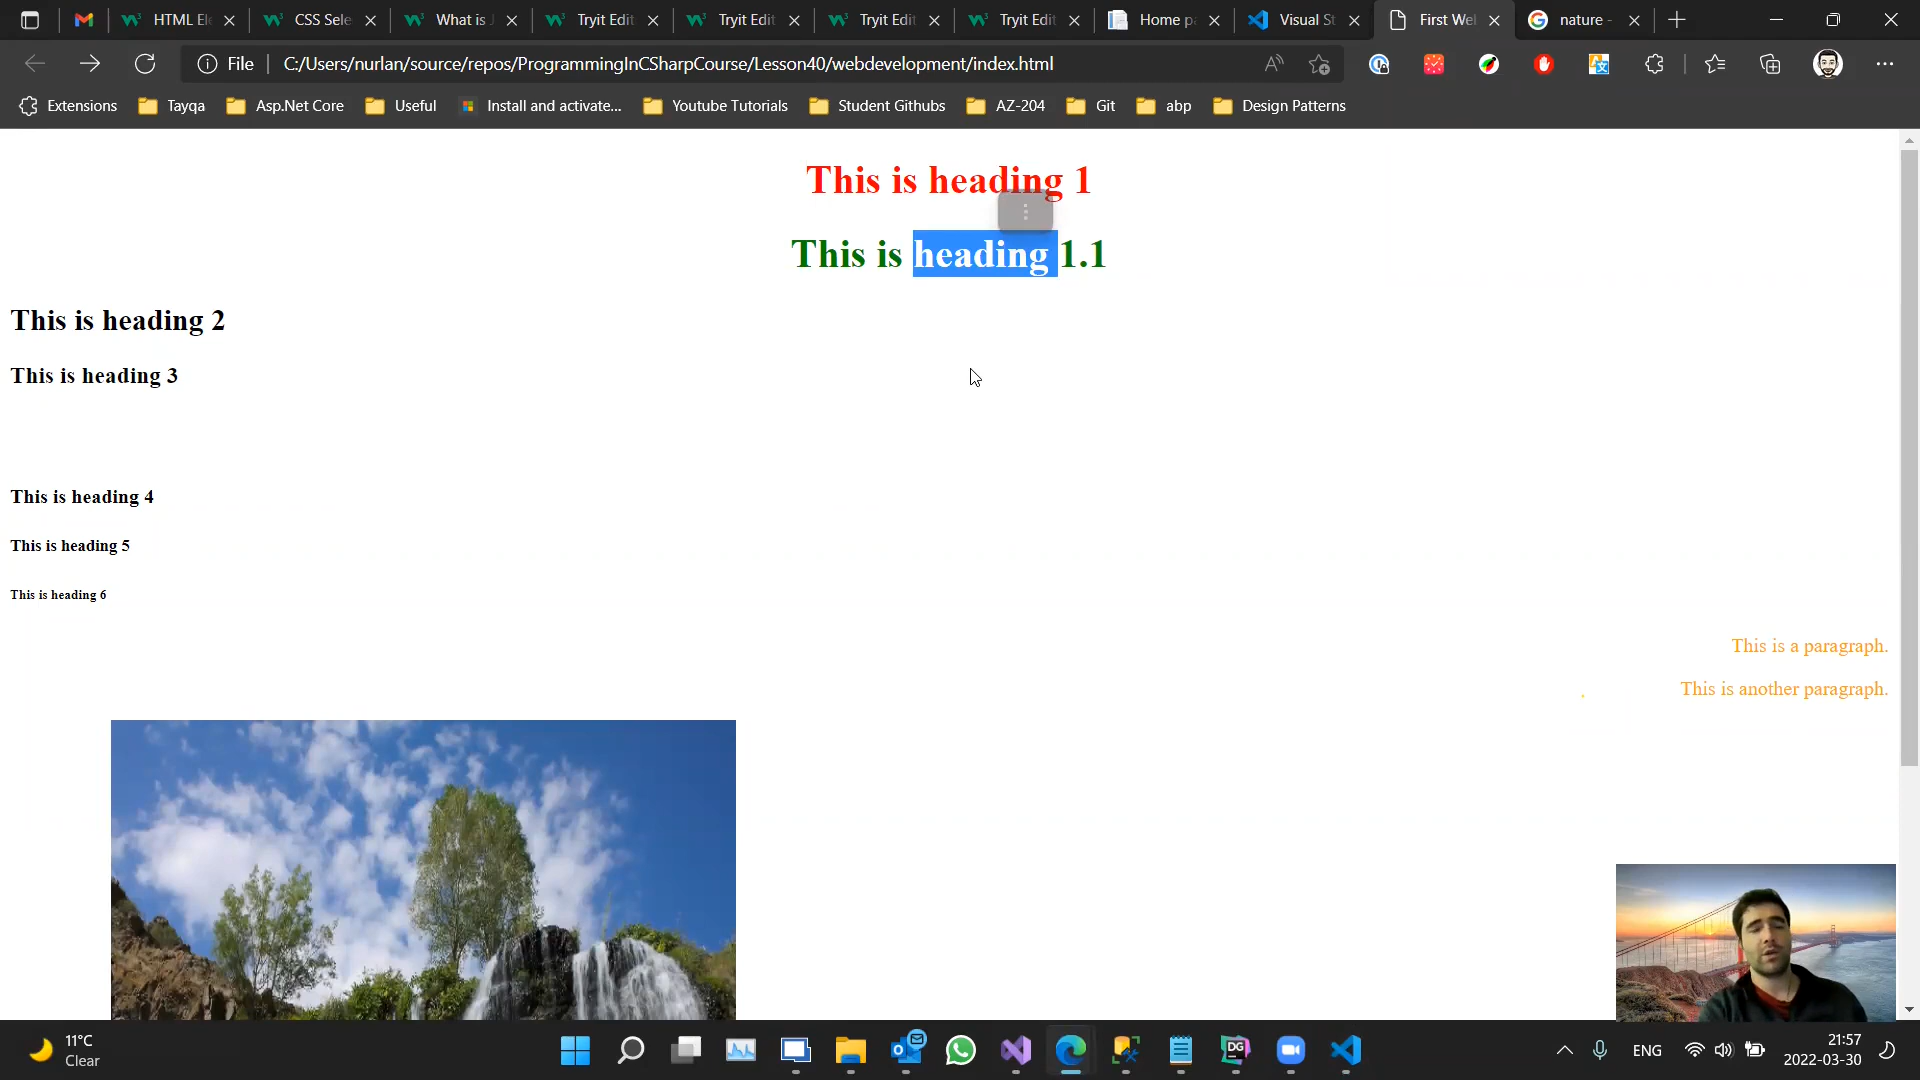 HTML El
CSS Sele
What is J
Tryit Edit
Tryit Edit
Tryit Edit
Tryit Edit
Home p
Visual St
First Wel
nature -
File
C:/Users/nurlan/source/repos/ProgrammingInCSharpCourse/Lesson40/webdevelopment/index.html
Extensions
Tayqa
Asp.Net Core
Useful
Install and activate...
Youtube Tutorials
Student Githubs
AZ-204
Git
abp
Design Patterns
This is heading 1
This is heading 1.1
This is heading 2
This is heading 3
This is heading 4
This is heading 5
This is heading 6
This is a paragraph.
This is another paragraph.
11°C
Clear
DG
ENG
21:57
2022-03-30